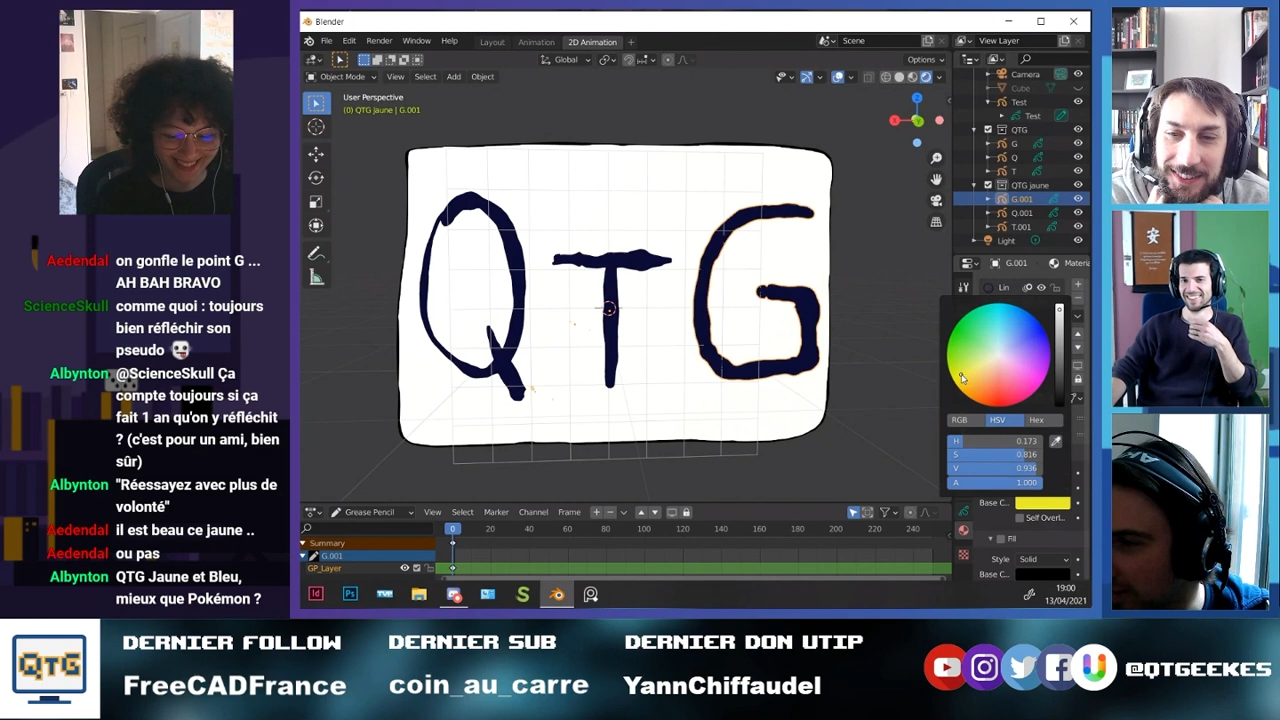 Aedendal on gonfle le point G ...
AH BAH BRAVO
ScienceSkull comme quoi : toujours
bien réfléchir son
pseudo
Albynton @ScienceSkull Ça
compte toujours si ça
fait 1 an qu'on y réfléchit
? (c'est pour un ami, bien
sûr)
Albynton "Réessayez avec plus de
volonté"
Aedendal il est beau ce jaune ..
Aedendal ou pas
Albynton QTG Jaune et Bleu,
mieux que Pokémon ?
Blender
File Edit Render Window Help Layout Animation 2D Animation + Scene View Layer
Global Options
Object Mode View Select Add Object
User Perspective
(0) QTG jaune | G.001
QTG
Z
X
Y
Camera
Cube
Test
Test
QTG
G
Q
T
QTG jaune
G.001
Q.001
T.001
Light
G.001 Materia
Lin
RGB HSV Hex
H 0.173
S 0.816
V 0.936
A 1.000
Base C...
Self Overl...
Fill
Style Solid
Base C...
Grease Pencil View Select Marker Channel Frame
0 20 40 60 80 100 120 140 160 180 200 220 240
Summary
G.001
GP_Layer
Id Ps TVP S
19:00
13/04/2021
安
QTG
DERNIER FOLLOW
FreeCADFrance
DERNIER SUB
coin_au_carre
DERNIER DON UTIP
YannChiffaudel
@QTGEEKES